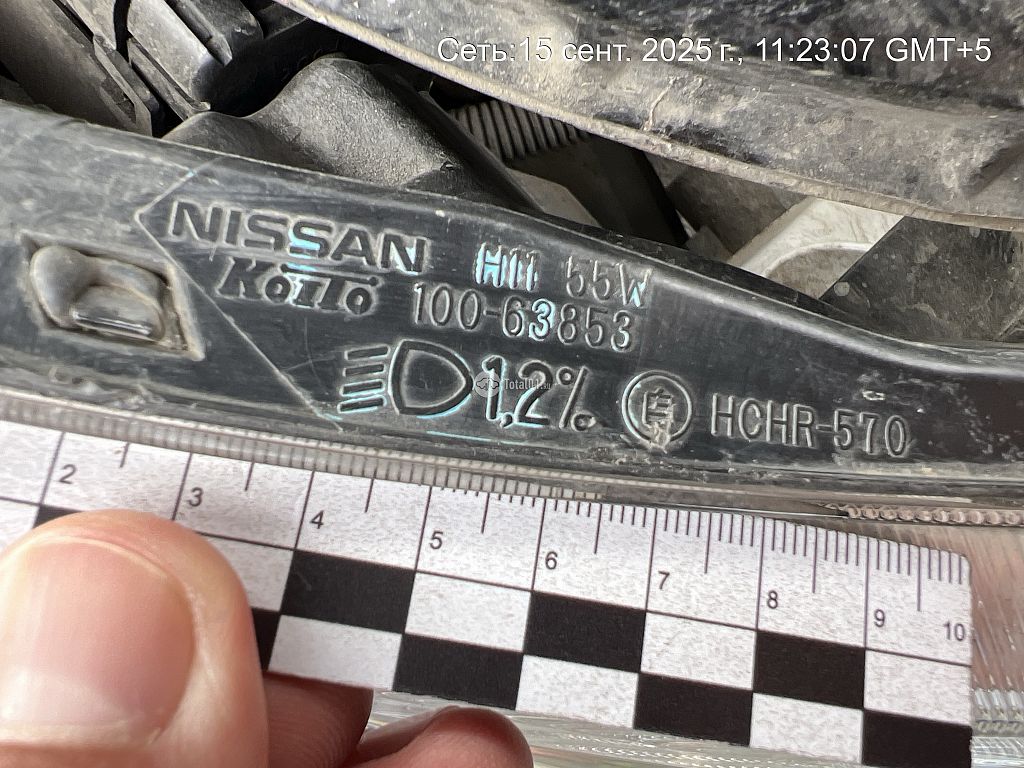 Сеть:15 сент. 2025 г., 11:23:07 GMT+5
NISSAN H11 55W
KOITO 100-63853
1,2% HCHR-570
2 3 4 5 6 7 8 9 10